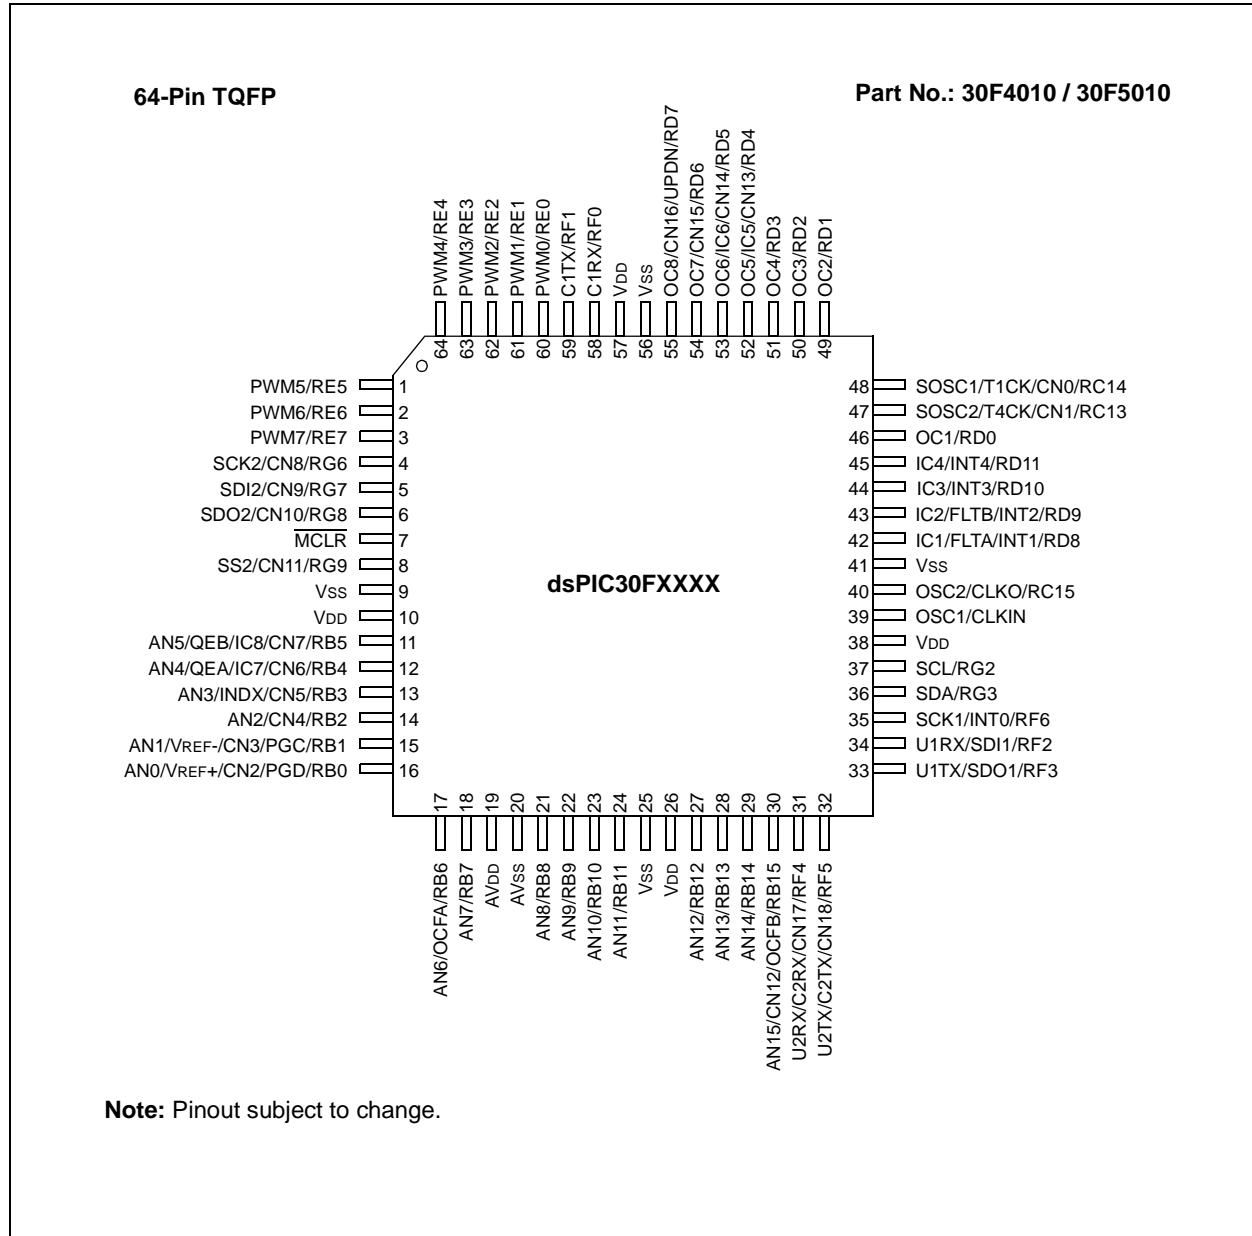 64-Pin TQFP
Part No.: 30F4010 / 30F5010
PWM4/RE4
PWM3/RE3
PWM2/RE2
PWM1/RE1
PWM0/RE0
C1TX/RF1
C1RX/RF0
VDD
VSS
OC8/CN16/UPDN/RD7
OC7/CN15/RD6
OC6/IC6/CN14/RD5
OC5/IC5/CN13/RD4
OC4/RD3
OC3/RD2
OC2/RD1
64
63
62
61
60
59
58
57
56
55
54
53
52
51
50
49
PWM5/RE5 1
PWM6/RE6 2
PWM7/RE7 3
SCK2/CN8/RG6 4
SDI2/CN9/RG7 5
SDO2/CN10/RG8 6
MCLR 7
SS2/CN11/RG9 8
VSS 9
VDD 10
AN5/QEB/IC8/CN7/RB5 11
AN4/QEA/IC7/CN6/RB4 12
AN3/INDX/CN5/RB3 13
AN2/CN4/RB2 14
AN1/VREF-/CN3/PGC/RB1 15
AN0/VREF+/CN2/PGD/RB0 16
dsPIC30FXXXX
48 SOSC1/T1CK/CN0/RC14
47 SOSC2/T4CK/CN1/RC13
46 OC1/RD0
45 IC4/INT4/RD11
44 IC3/INT3/RD10
43 IC2/FLTB/INT2/RD9
42 IC1/FLTA/INT1/RD8
41 VSS
40 OSC2/CLKO/RC15
39 OSC1/CLKIN
38 VDD
37 SCL/RG2
36 SDA/RG3
35 SCK1/INT0/RF6
34 U1RX/SDI1/RF2
33 U1TX/SDO1/RF3
17
18
19
20
21
22
23
24
25
26
27
28
29
30
31
32
AN6/OCFA/RB6
AN7/RB7
AVDD
AVSS
AN8/RB8
AN9/RB9
AN10/RB10
AN11/RB11
VSS
VDD
AN12/RB12
AN13/RB13
AN14/RB14
AN15/CN12/OCFB/RB15
U2RX/C2RX/CN17/RF4
U2TX/C2TX/CN18/RF5
Note: Pinout subject to change.